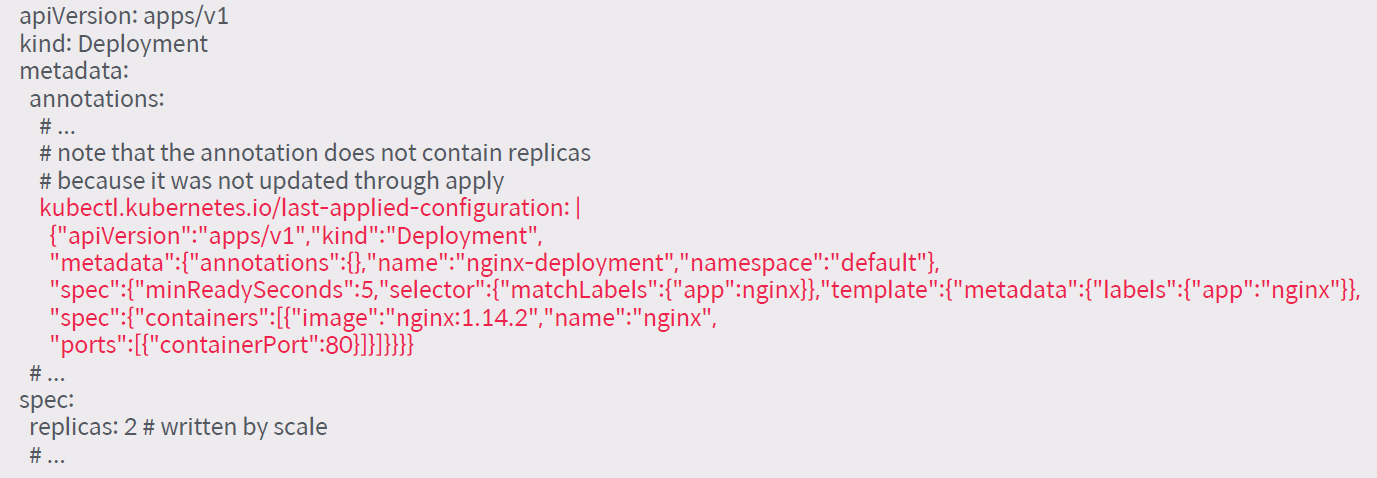 apiVersion: apps/v1
kind: Deployment
metadata:
  annotations:
    # ...
    # note that the annotation does not contain replicas
    # because it was not updated through apply
    kubectl.kubernetes.io/last-applied-configuration: |
      {"apiVersion":"apps/v1","kind":"Deployment",
      "metadata":{"annotations":{},"name":"nginx-deployment","namespace":"default"},
      "spec":{"minReadySeconds":5,"selector":{"matchLabels":{"app":nginx}},"template":{"metadata":{"labels":{"app":"nginx"}},
      "spec":{"containers":[{"image":"nginx:1.14.2","name":"nginx",
      "ports":[{"containerPort":80}]}]}}}}
  # ...
spec:
  replicas: 2 # written by scale
  # ...